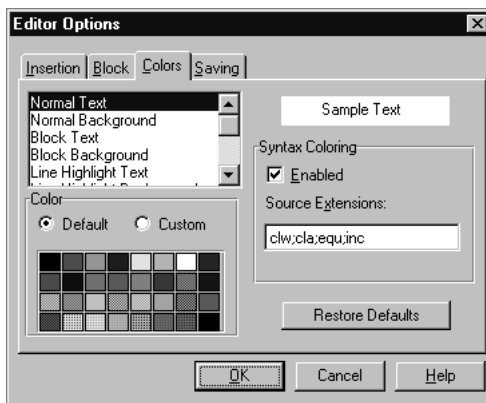 Editor Options
Insertion Block Colors Saving
Normal Text
Normal Background
Block Text
Block Background
Line Highlight Text
Sample Text
Syntax Coloring
Enabled
Source Extensions:
clw;cla;equ;inc
Color
Default Custom
Restore Defaults
OK Cancel Help